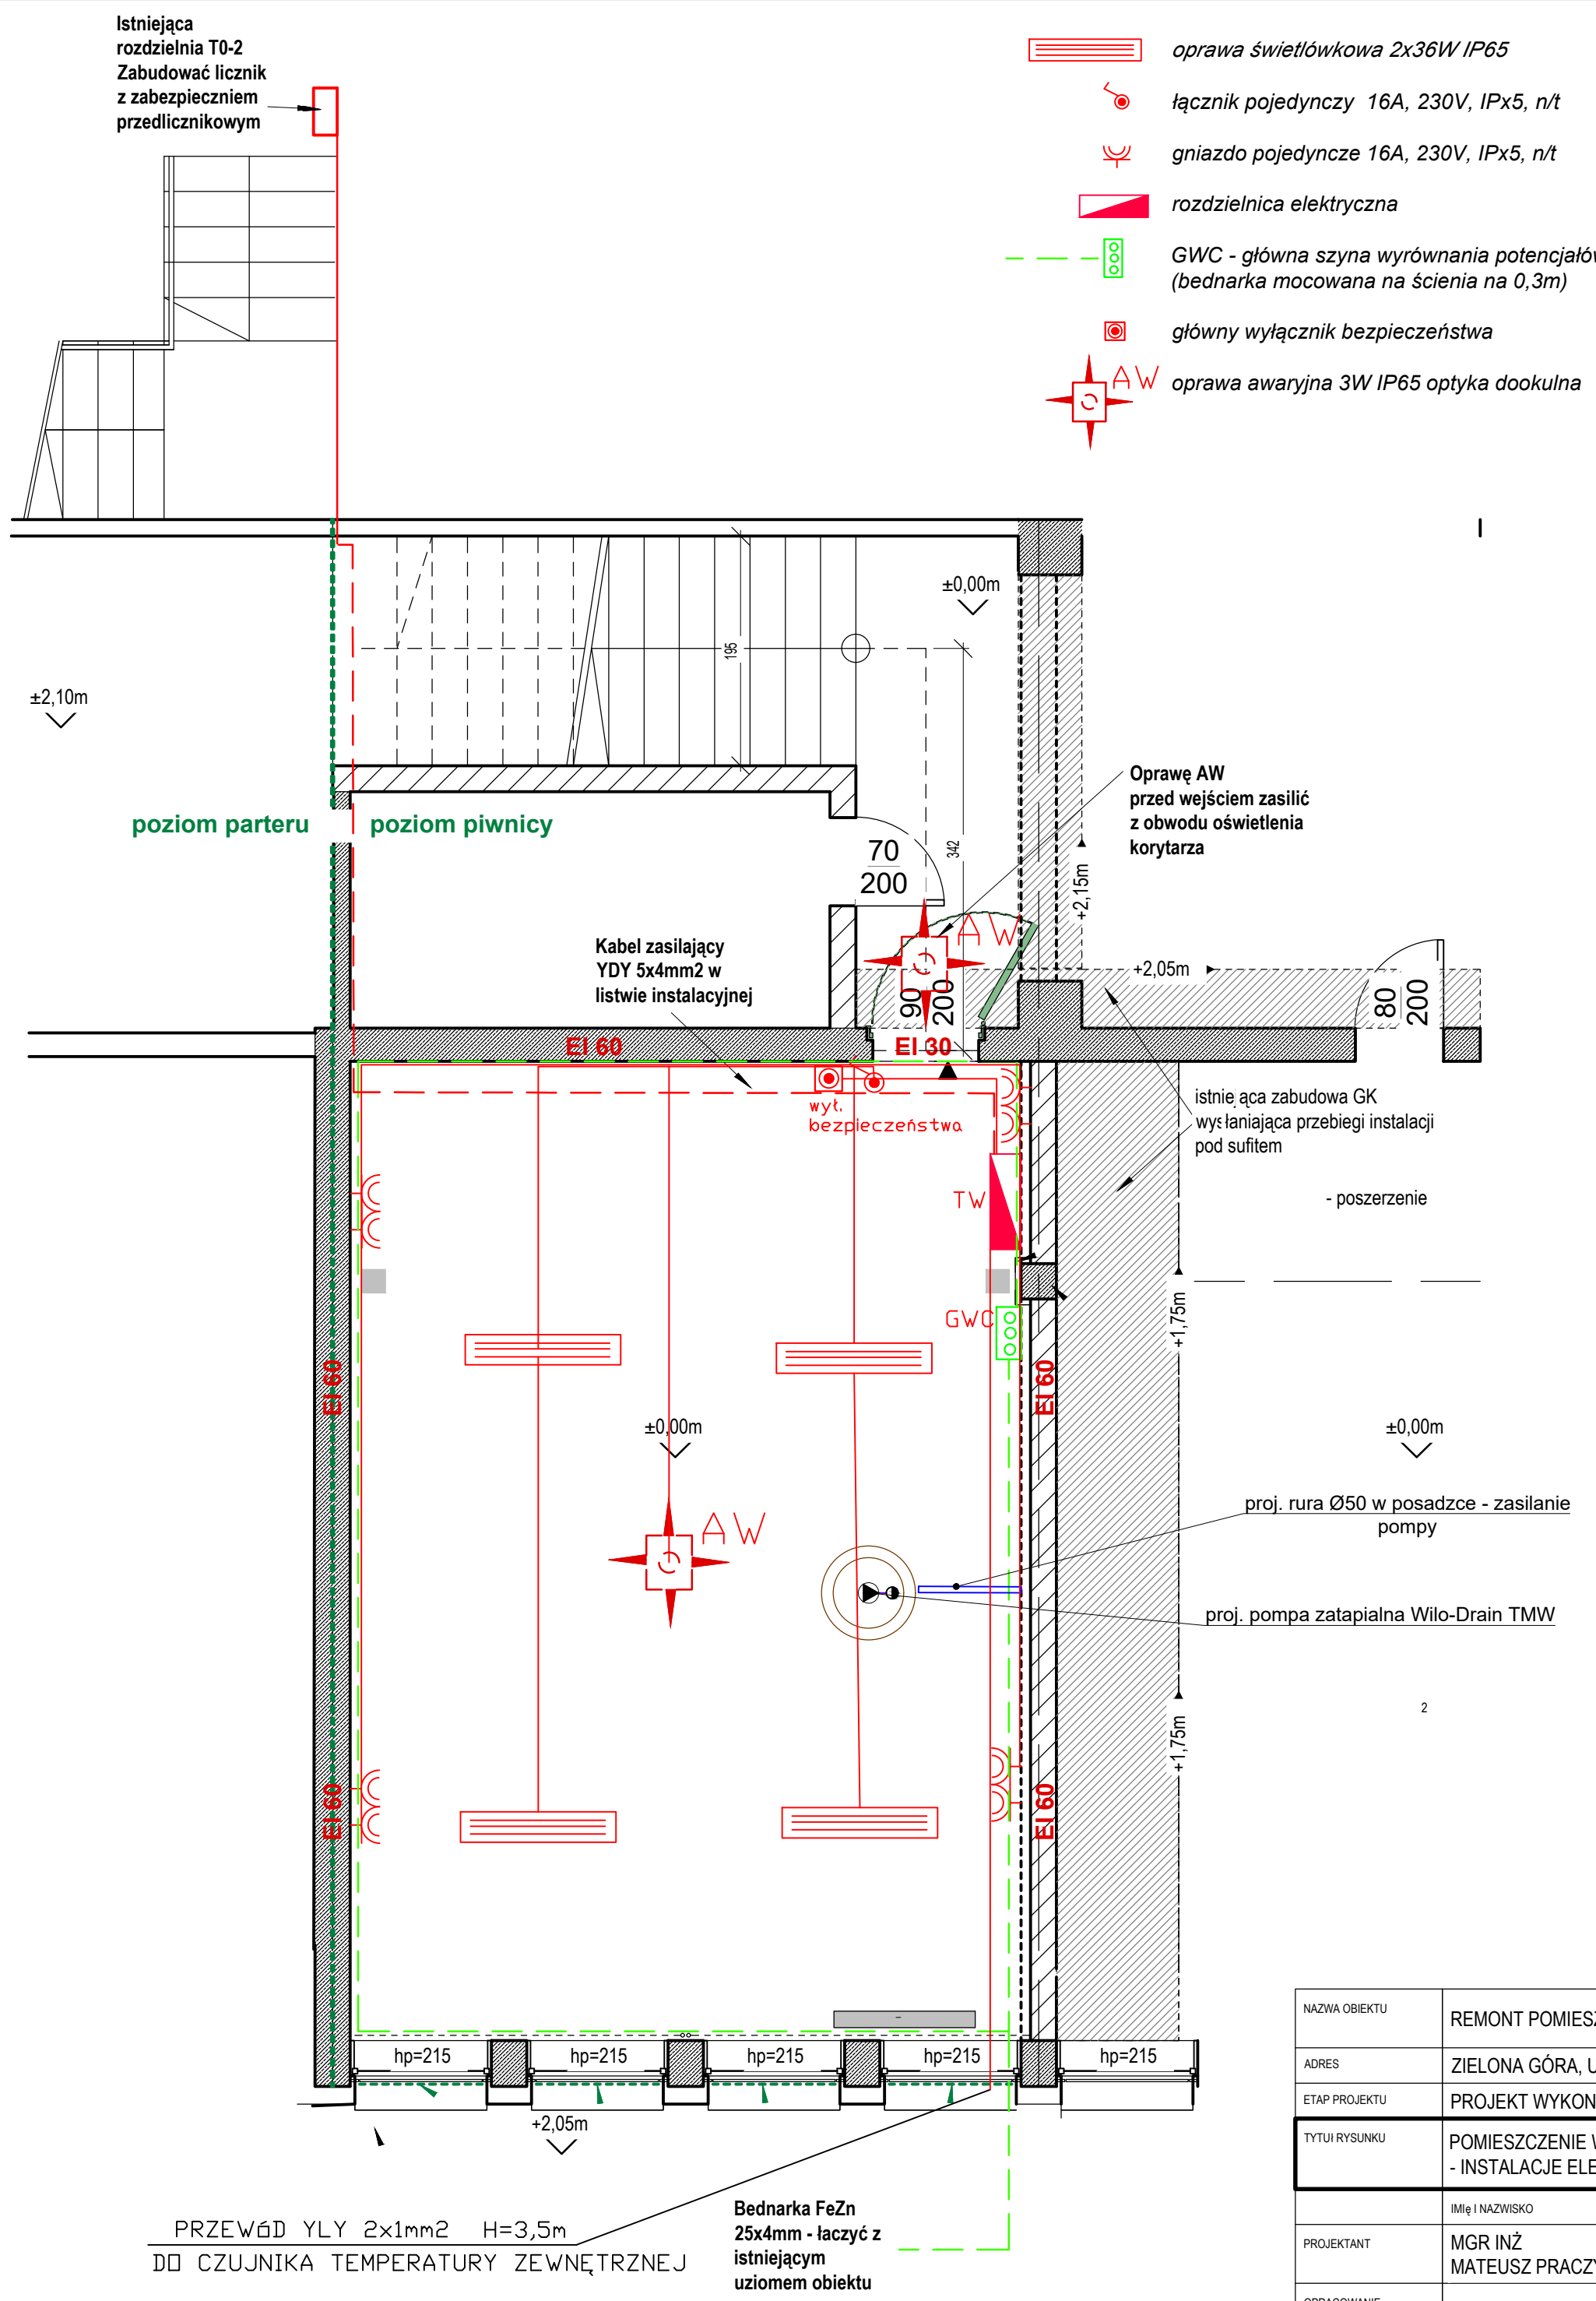 Istniejąca
rozdzielnia T0-2
Zabudować licznik
z zabezpieczniem
przedlicznikowym
oprawa świetlówkowa 2x36W IP65
łącznik pojedynczy 16A, 230V, IPx5, n/t
gniazdo pojedyncze 16A, 230V, IPx5, n/t
rozdzielnica elektryczna
GWC - główna szyna wyrównania potencjałów
(bednarka mocowana na ścienia na 0,3m)
główny wyłącznik bezpieczeństwa
AW
oprawa awaryjna 3W IP65 optyka dookulna
±0,00m
195
±2,10m
342
Oprawę AW
przed wejściem zasilić
z obwodu oświetlenia
korytarza
poziom parteru
poziom piwnicy
70
200
+2,15m
AW
Kabel zasilający
YDY 5x4mm2 w
listwie instalacyjnej
90
200
+2,05m
80
200
EI 60
EI 30
wył.
bezpieczeństwa
istniejąca zabudowa GK
wysłaniająca przebiegi instalacji
pod sufitem
TW
- poszerzenie
GWC
+1,75m
EI 60
EI 60
±0,00m
±0,00m
proj. rura Ø50 w posadzce - zasilanie
pompy
AW
proj. pompa zatapialna Wilo-Drain TMW
2
+1,75m
EI 60
EI 60
hp=215
hp=215
hp=215
hp=215
hp=215
+2,05m
PRZEWóD YLY 2x1mm2 H=3,5m
DO CZUJNIKA TEMPERATURY ZEWNĘTRZNEJ
Bednarka FeZn
25x4mm - łaczyć z
istniejącym
uziomem obiektu
NAZWA OBIEKTU
REMONT POMIESZ
ADRES
ZIELONA GÓRA, U
ETAP PROJEKTU
PROJEKT WYKON
TYTUł RYSUNKU
POMIESZCZENIE W
- INSTALACJE ELE
IMIę I NAZWISKO
PROJEKTANT
MGR INŻ
MATEUSZ PRACZY